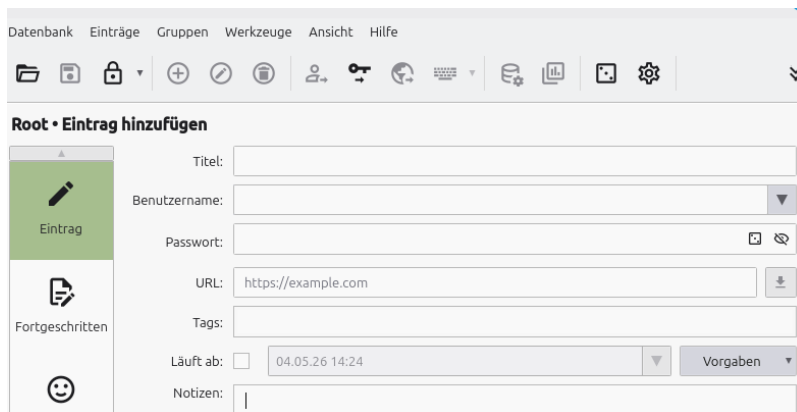 Datenbank Einträge Gruppen Werkzeuge Ansicht Hilfe
Root • Eintrag hinzufügen
Titel:
Benutzername:
Eintrag
Passwort:
URL: https://example.com
Tags:
Fortgeschritten
Läuft ab: 04.05.26 14:24 Vorgaben
Notizen: